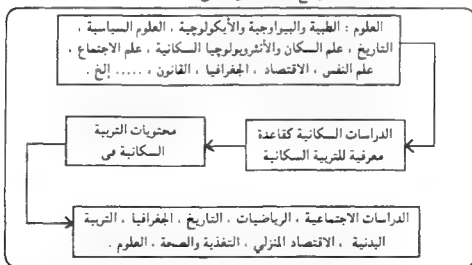 العلوم : الطبية والبيولوجية والأيكولوچية ، العلوم السياسية ،
التاريخ ، علم السكان والأنثروبولوچيا السكانية ، علم الاجتماع ،
علم النفس ، الاقتصاد ، الجغرافيا ، القانون ، ..... إلخ .
الدراسات السكانية كقاعدة
معرفية للتربية السكانية
محتويات التربية
السكانية فى
الدراسات الاجتماعية ، الرياضيات ، التاريخ ، الجغرافيا ، التربية
البدنية ، الاقتصاد المنزلي ، التغذية والصحة ، العلوم .